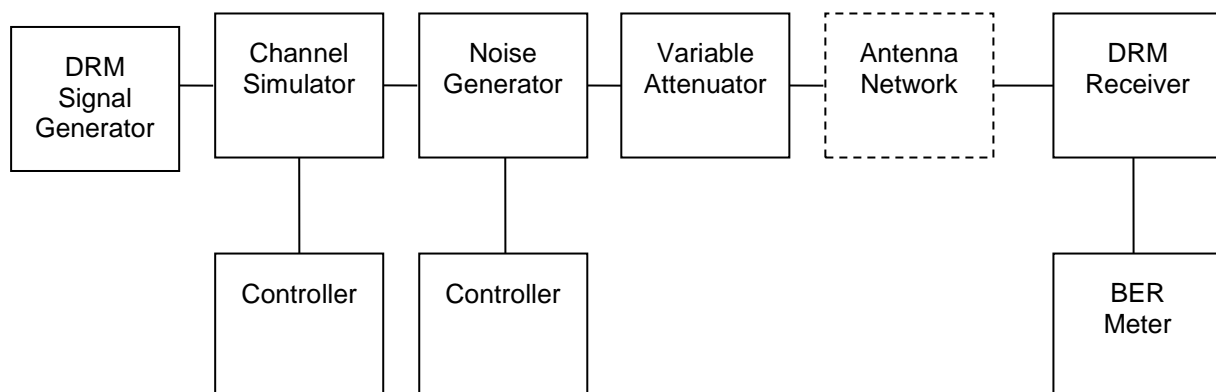 DRM
Signal
Generator
Channel
Simulator
Noise
Generator
Variable
Attenuator
Antenna
Network
DRM
Receiver
Controller
Controller
BER
Meter